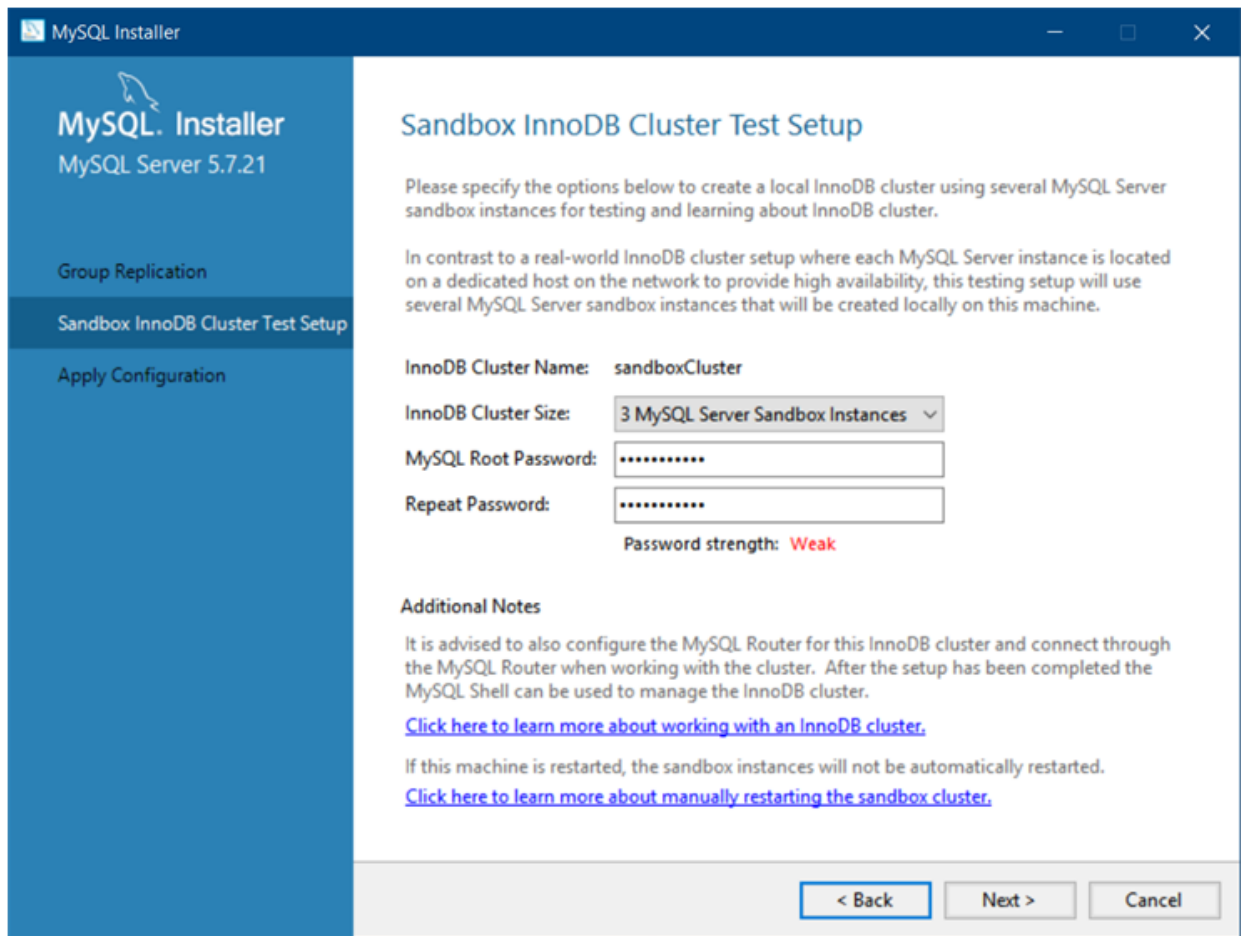 MySQL Installer
MySQL. Installer
MySQL Server 5.7.21
Group Replication
Sandbox InnoDB Cluster Test Setup
Apply Configuration
Sandbox InnoDB Cluster Test Setup
Please specify the options below to create a local InnoDB cluster using several MySQL Server
sandbox instances for testing and learning about InnoDB cluster.
In contrast to a real-world InnoDB cluster setup where each MySQL Server instance is located
on a dedicated host on the network to provide high availability, this testing setup will use
several MySQL Server sandbox instances that will be created locally on this machine.
InnoDB Cluster Name: sandboxCluster
InnoDB Cluster Size: 3 MySQL Server Sandbox Instances
MySQL Root Password: •••••••••••
Repeat Password: •••••••••••
Password strength: Weak
Additional Notes
It is advised to also configure the MySQL Router for this InnoDB cluster and connect through
the MySQL Router when working with the cluster. After the setup has been completed the
MySQL Shell can be used to manage the InnoDB cluster.
Click here to learn more about working with an InnoDB cluster.
If this machine is restarted, the sandbox instances will not be automatically restarted.
Click here to learn more about manually restarting the sandbox cluster.
< Back Next > Cancel